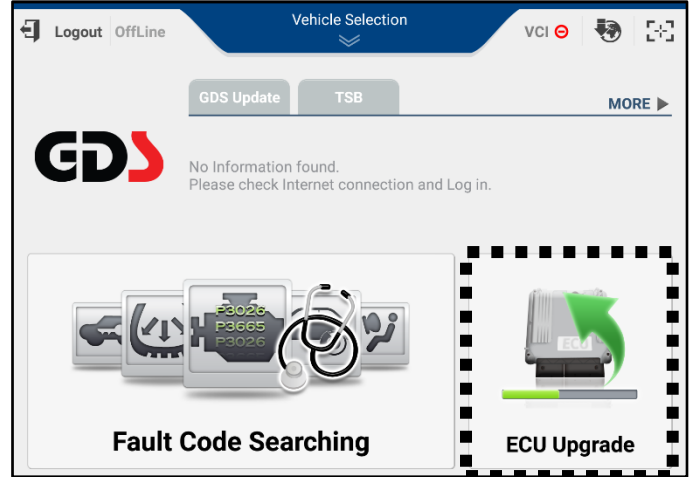 Vehicle Selection
Logout OffLine
VCI
GDS Update TSB
MORE
GDS
No Information found.
Please check Internet connection and Log in.
P3026
P3665
P3026
ECU
Fault Code Searching
ECU Upgrade